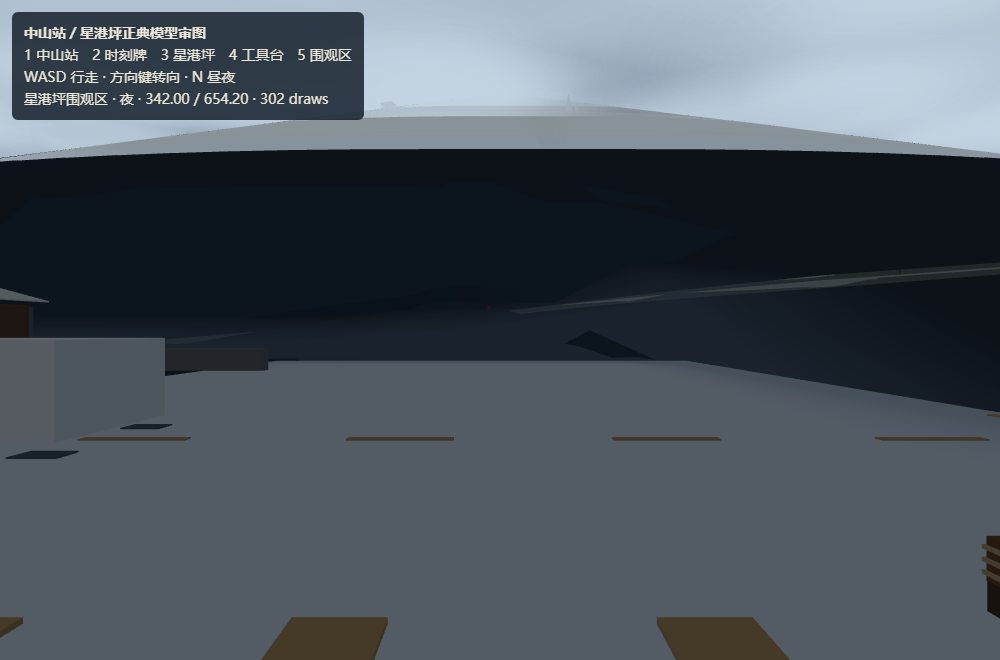 中山站 / 星港坪正典模型审图
1 中山站 2 时刻牌 3 星港坪 4 工具台 5 围观区
WASD 行走 · 方向键转向 · N 昼夜
星港坪围观区 · 夜 · 342.00 / 654.20 · 302 draws